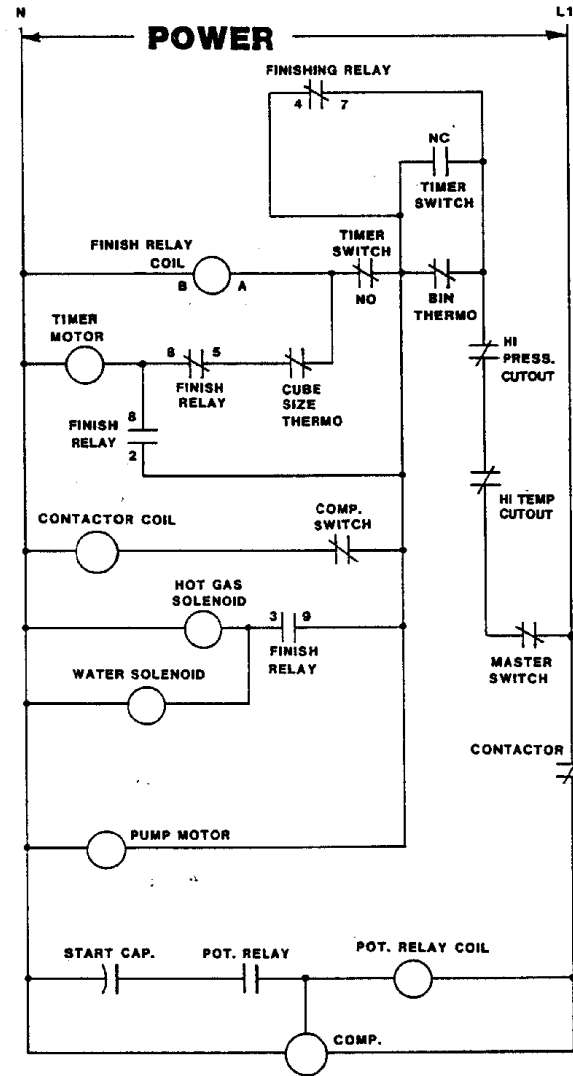 N
L1
POWER
FINISHING RELAY
4 7
NC
TIMER
SWITCH
FINISH RELAY
COIL
B A
TIMER
SWITCH
NO
BIN
THERMO
TIMER
MOTOR
8 5
FINISH
RELAY
CUBE
SIZE
THERMO
HI
PRESS.
CUTOUT
FINISH
RELAY
8
2
HI TEMP
CUTOUT
CONTACTOR COIL
COMP.
SWITCH
HOT GAS
SOLENOID
3 9
FINISH
RELAY
MASTER
SWITCH
WATER SOLENOID
CONTACTOR
PUMP MOTOR
START CAP.
POT. RELAY
POT. RELAY COIL
COMP.